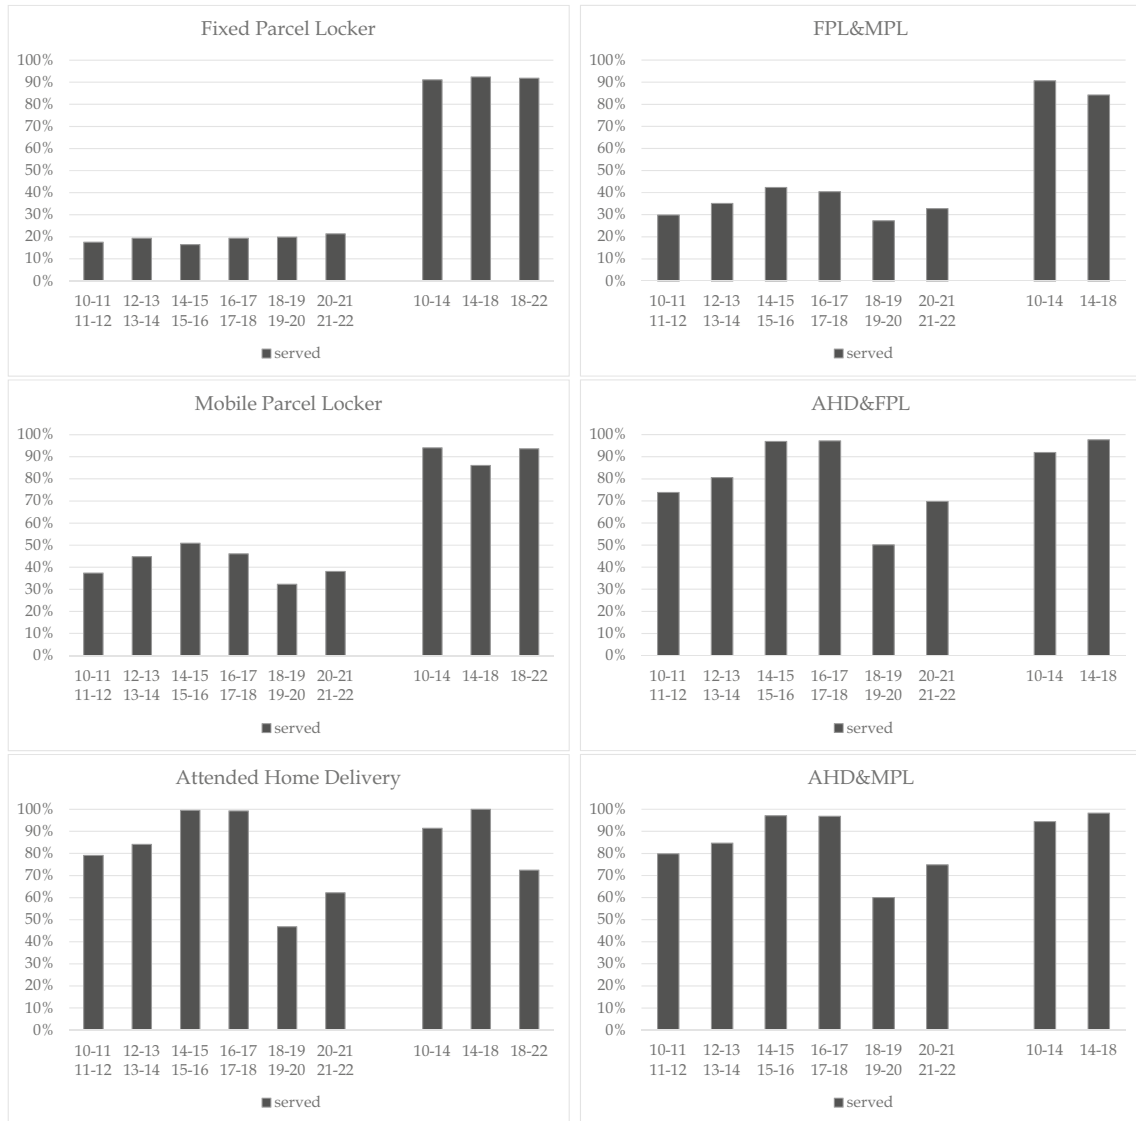 Fixed Parcel Locker
100%
90%
80%
70%
60%
50%
40%
30%
20%
10%
0%
10-11 12-13 14-15 16-17 18-19 20-21 10-14 14-18 18-22
11-12 13-14 15-16 17-18 19-20 21-22
served
FPL&MPL
100%
90%
80%
70%
60%
50%
40%
30%
20%
10%
0%
10-11 12-13 14-15 16-17 18-19 20-21 10-14 14-18
11-12 13-14 15-16 17-18 19-20 21-22
served
Mobile Parcel Locker
100%
90%
80%
70%
60%
50%
40%
30%
20%
10%
0%
10-11 12-13 14-15 16-17 18-19 20-21 10-14 14-18 18-22
11-12 13-14 15-16 17-18 19-20 21-22
served
AHD&FPL
100%
90%
80%
70%
60%
50%
40%
30%
20%
10%
0%
10-11 12-13 14-15 16-17 18-19 20-21 10-14 14-18
11-12 13-14 15-16 17-18 19-20 21-22
served
Attended Home Delivery
100%
90%
80%
70%
60%
50%
40%
30%
20%
10%
0%
10-11 12-13 14-15 16-17 18-19 20-21 10-14 14-18 18-22
11-12 13-14 15-16 17-18 19-20 21-22
served
AHD&MPL
100%
90%
80%
70%
60%
50%
40%
30%
20%
10%
0%
10-11 12-13 14-15 16-17 18-19 20-21 10-14 14-18
11-12 13-14 15-16 17-18 19-20 21-22
served